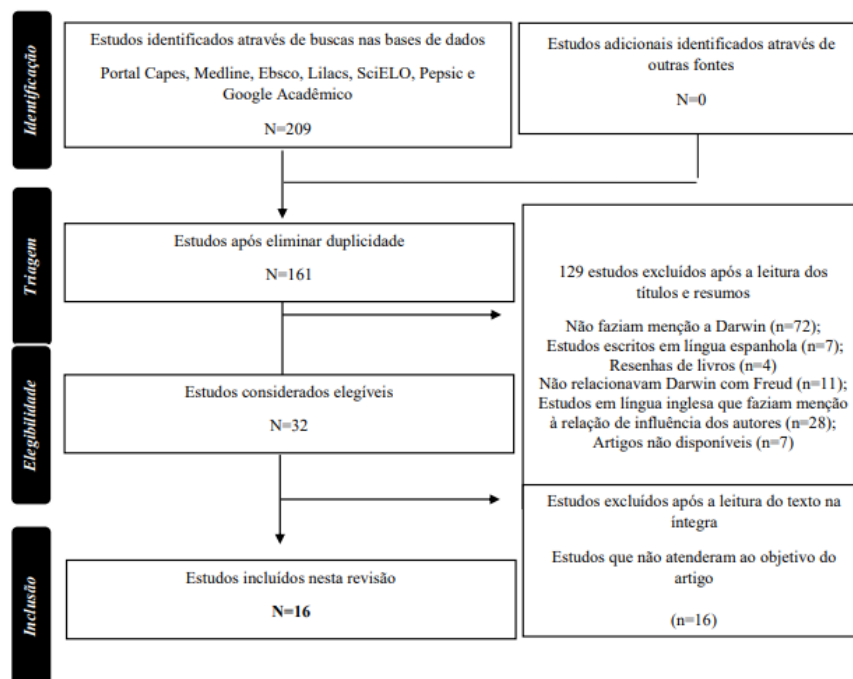 Identificação
Estudos identificados através de buscas nas bases de dados
Portal Capes, Medline, Ebsco, Lilacs, SciELO, Pepsic e
Google Acadêmico
N=209
Estudos adicionais identificados através de
outras fontes
N=0
Triagem
Estudos após eliminar duplicidade
N=161
129 estudos excluídos após a leitura dos
títulos e resumos
Não faziam menção a Darwin (n=72);
Estudos escritos em língua espanhola (n=7);
Resenhas de livros (n=4)
Não relacionavam Darwin com Freud (n=11);
Estudos em língua inglesa que faziam menção
à relação de influência dos autores (n=28);
Artigos não disponíveis (n=7)
Elegibilidade
Estudos considerados elegíveis
N=32
Estudos excluídos após a leitura do texto na
íntegra
Estudos que não atenderam ao objetivo do
artigo
(n=16)
Inclusão
Estudos incluídos nesta revisão
N=16